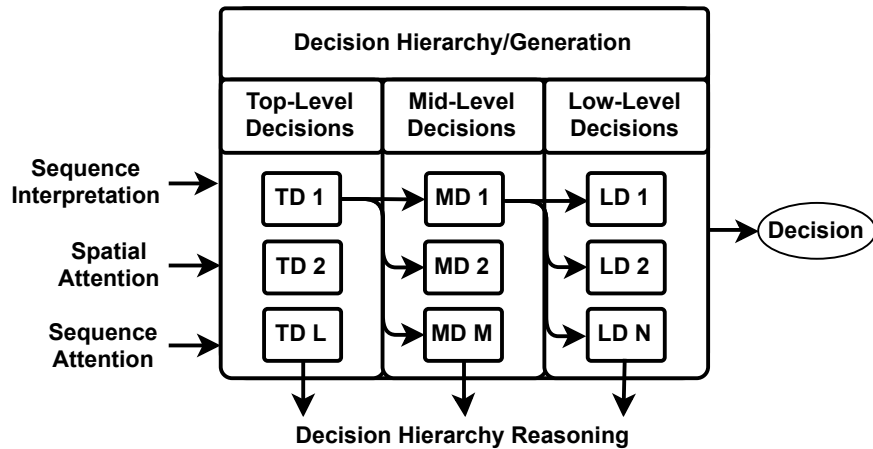 Decision Hierarchy/Generation
Top-Level
Decisions
Mid-Level
Decisions
Low-Level
Decisions
Sequence
Interpretation
Spatial
Attention
Sequence
Attention
TD 1
MD 1
LD 1
TD 2
MD 2
LD 2
TD L
MD M
LD N
Decision
Decision Hierarchy Reasoning